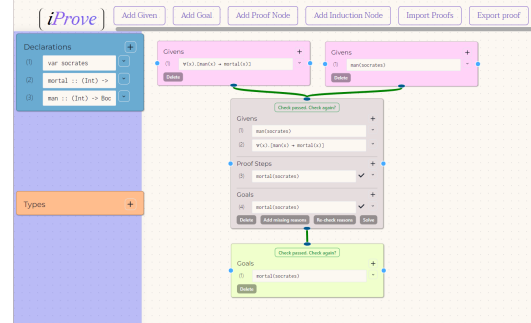 iProve
Add Given
Add Goal
Add Proof Node
Add Induction Node
Import Proofs
Export proof
Declarations +
(1) var socrates
(2) mortal :: (Int) ->
(3) man :: (Int) -> Boc
Types +
Givens +
(1) ∀(x).[man(x) → mortal(x)]
Delete
Givens +
(1) man(socrates)
Delete
Check passed. Check again?
Givens +
(1) man(socrates)
(2) ∀(x).[man(x) → mortal(x)]
Proof Steps +
(3) mortal(socrates)
Goals +
(4) mortal(socrates)
Delete Add missing reasons Re-check reasons Solve
Check passed. Check again?
Goals +
(1) mortal(socrates)
Delete